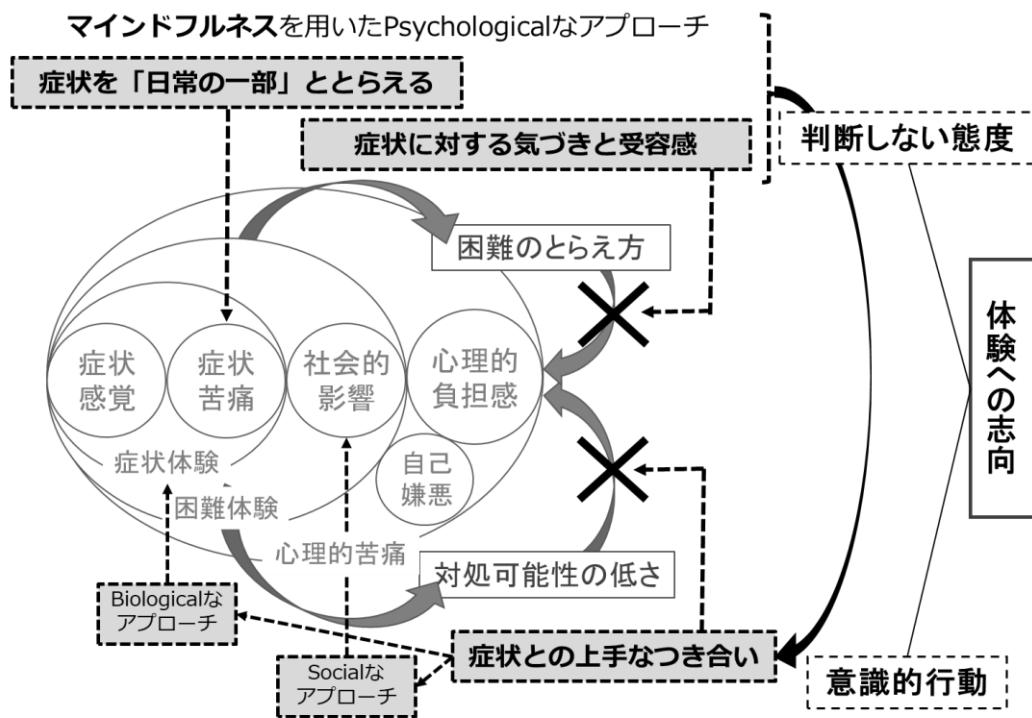 マインドフルネスを用いたPsychologicalなアプローチ
症状を「日常の一部」ととらえる
症状に対する気づきと受容感
判断しない態度
困難のとらえ方
体験への志向
症状
感覚
症状
苦痛
社会的
影響
心理的
負担感
自己
嫌悪
症状体験
困難体験
心理的苦痛
対処可能性の低さ
Biologicalな
アプローチ
Socialな
アプローチ
症状との上手なつき合い
意識的行動